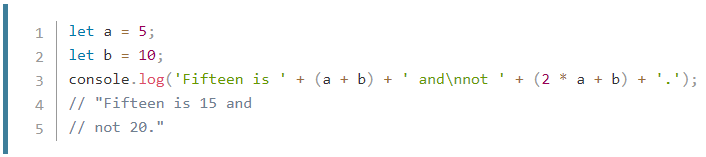 1 let a = 5;
2 let b = 10;
3 console.log('Fifteen is ' + (a + b) + ' and\nnot ' + (2 * a + b) + '.');
4 // "Fifteen is 15 and
5 // not 20."